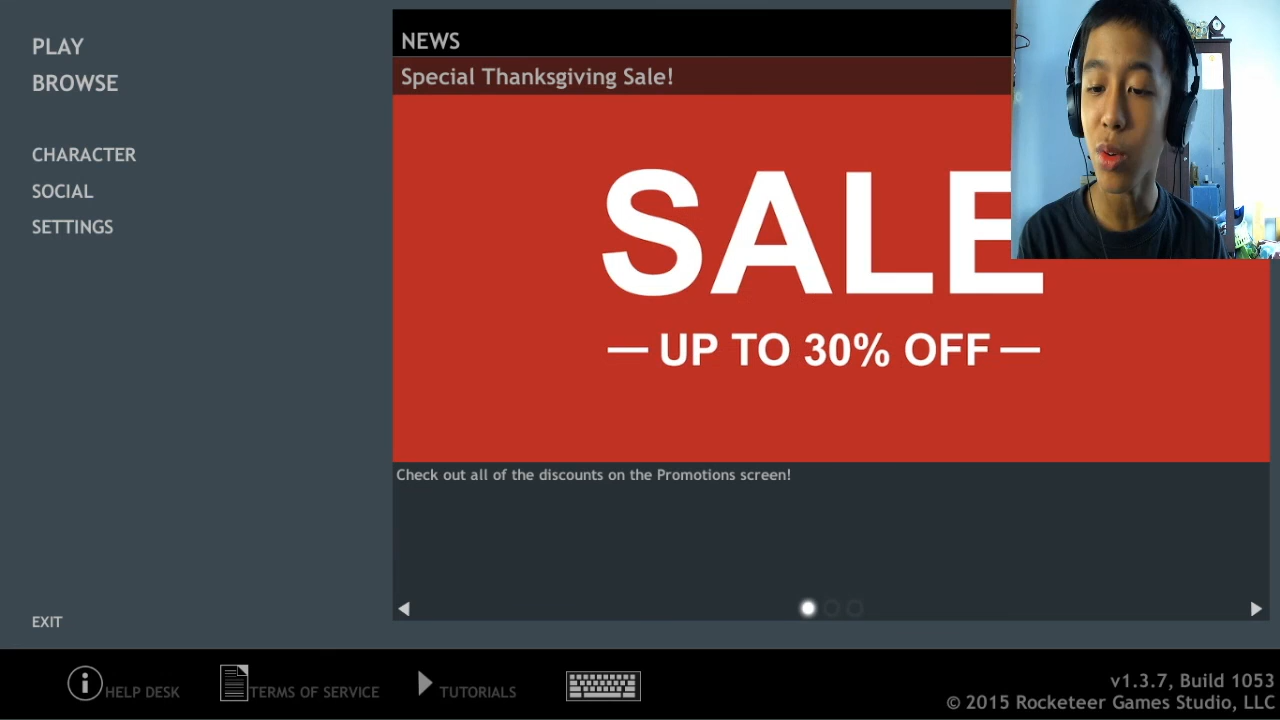 PLAY
BROWSE
CHARACTER
SOCIAL
SETTINGS
EXIT
NEWS
Special Thanksgiving Sale!
SALE
— UP TO 30% OFF —
Check out all of the discounts on the Promotions screen!
HELP DESK
TERMS OF SERVICE
TUTORIALS
v1.3.7, Build 1053
© 2015 Rocketeer Games Studio, LLC